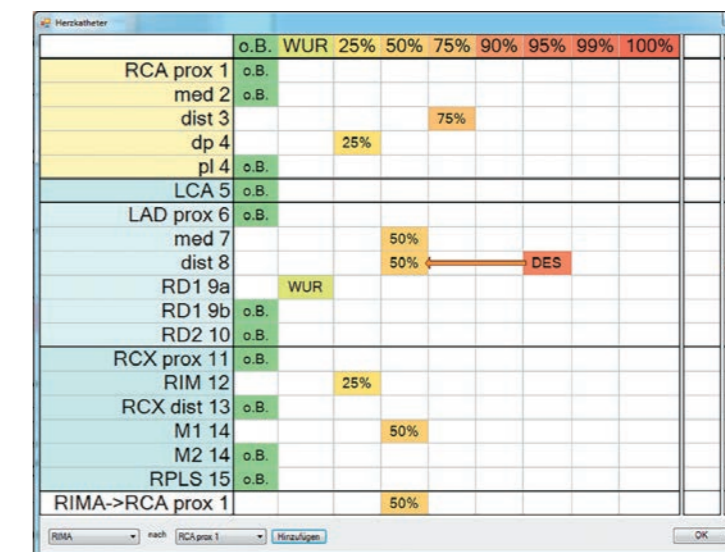 Herzkatheter
o.B. WUR 25% 50% 75% 90% 95% 99% 100%
RCA prox 1 o.B.
med 2 o.B.
dist 3 75%
dp 4 25%
pl 4 o.B.
LCA 5 o.B.
LAD prox 6 o.B.
med 7 50%
dist 8 50% DES
RD1 9a WUR
RD1 9b o.B.
RD2 10 o.B.
RCX prox 11 o.B.
RIM 12 25%
RCX dist 13 o.B.
M1 14 50%
M2 14 o.B.
RPLS 15 o.B.
RIMA->RCA prox 1 50%
RIMA nach RCA prox 1 Hinzufügen OK